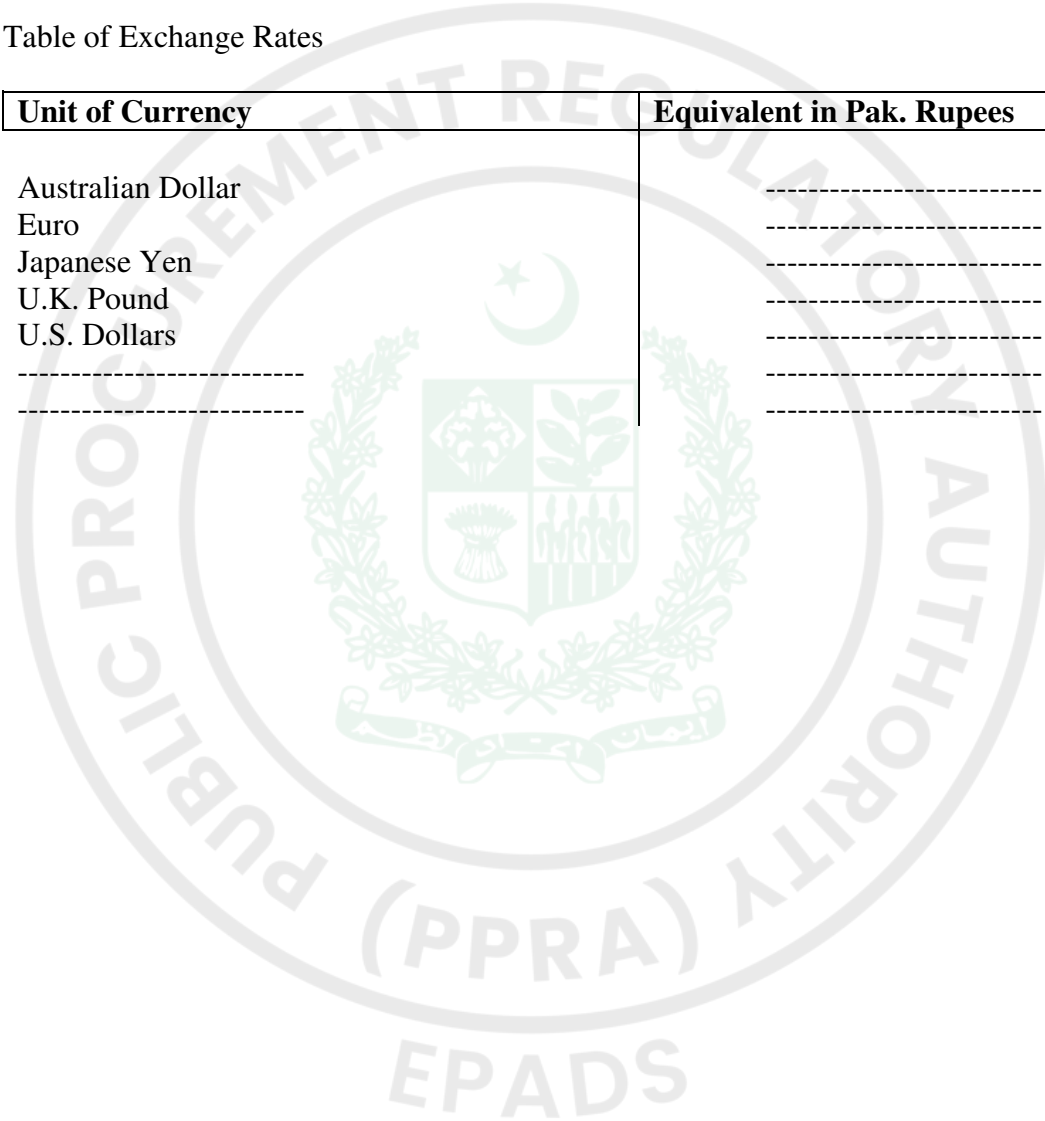 Table of Exchange Rates
Unit of Currency Equivalent in Pak. Rupees
Australian Dollar --------------------------
Euro --------------------------
Japanese Yen --------------------------
U.K. Pound --------------------------
U.S. Dollars --------------------------
--------------------------- --------------------------
--------------------------- --------------------------
PUBLIC PROCUREMENT REGULATORY AUTHORITY
(PPRA)
EPADS